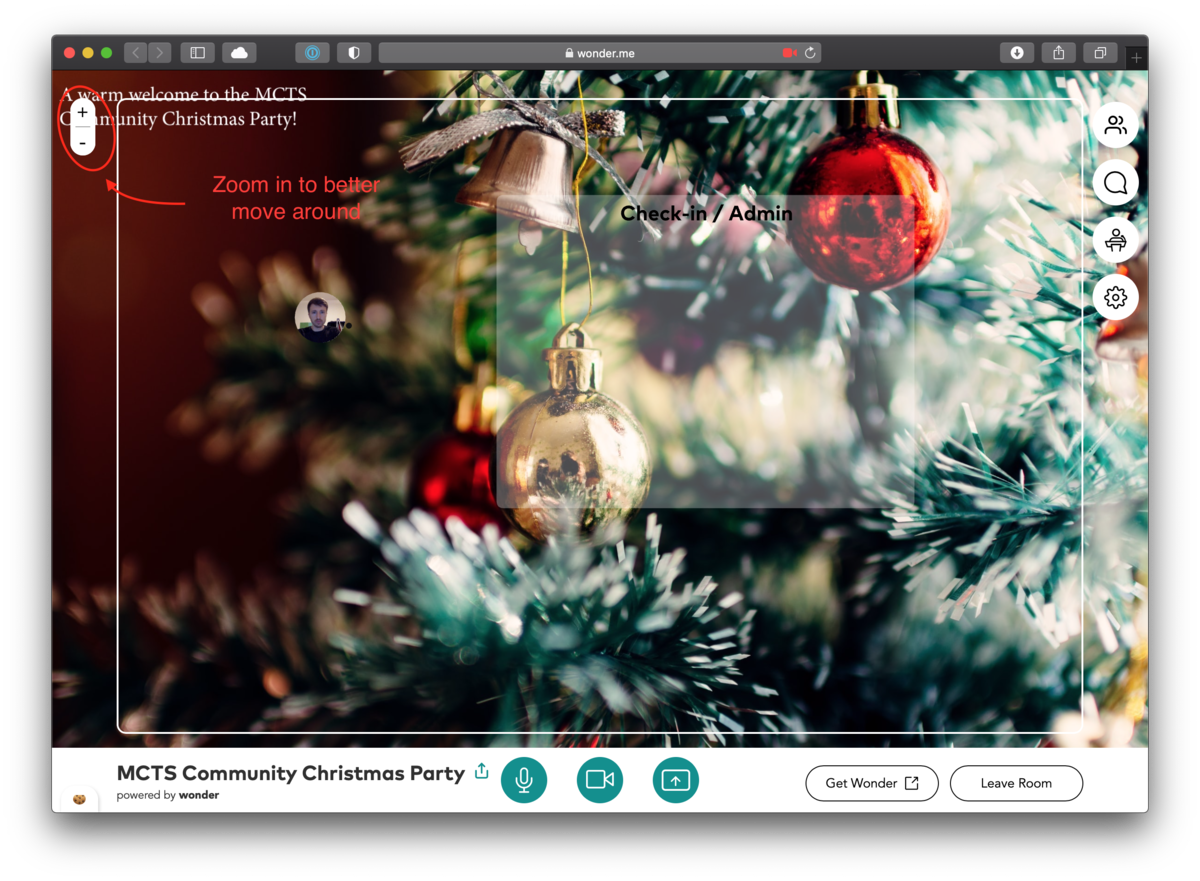 wonder.me
A warm welcome to the MCTS
Community Christmas Party!
+
-
Zoom in to better
move around
Check-in / Admin
MCTS Community Christmas Party
powered by wonder
Get Wonder
Leave Room